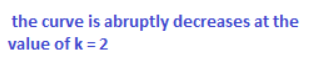 the curve is abruptly decreases at the
value of k = 2